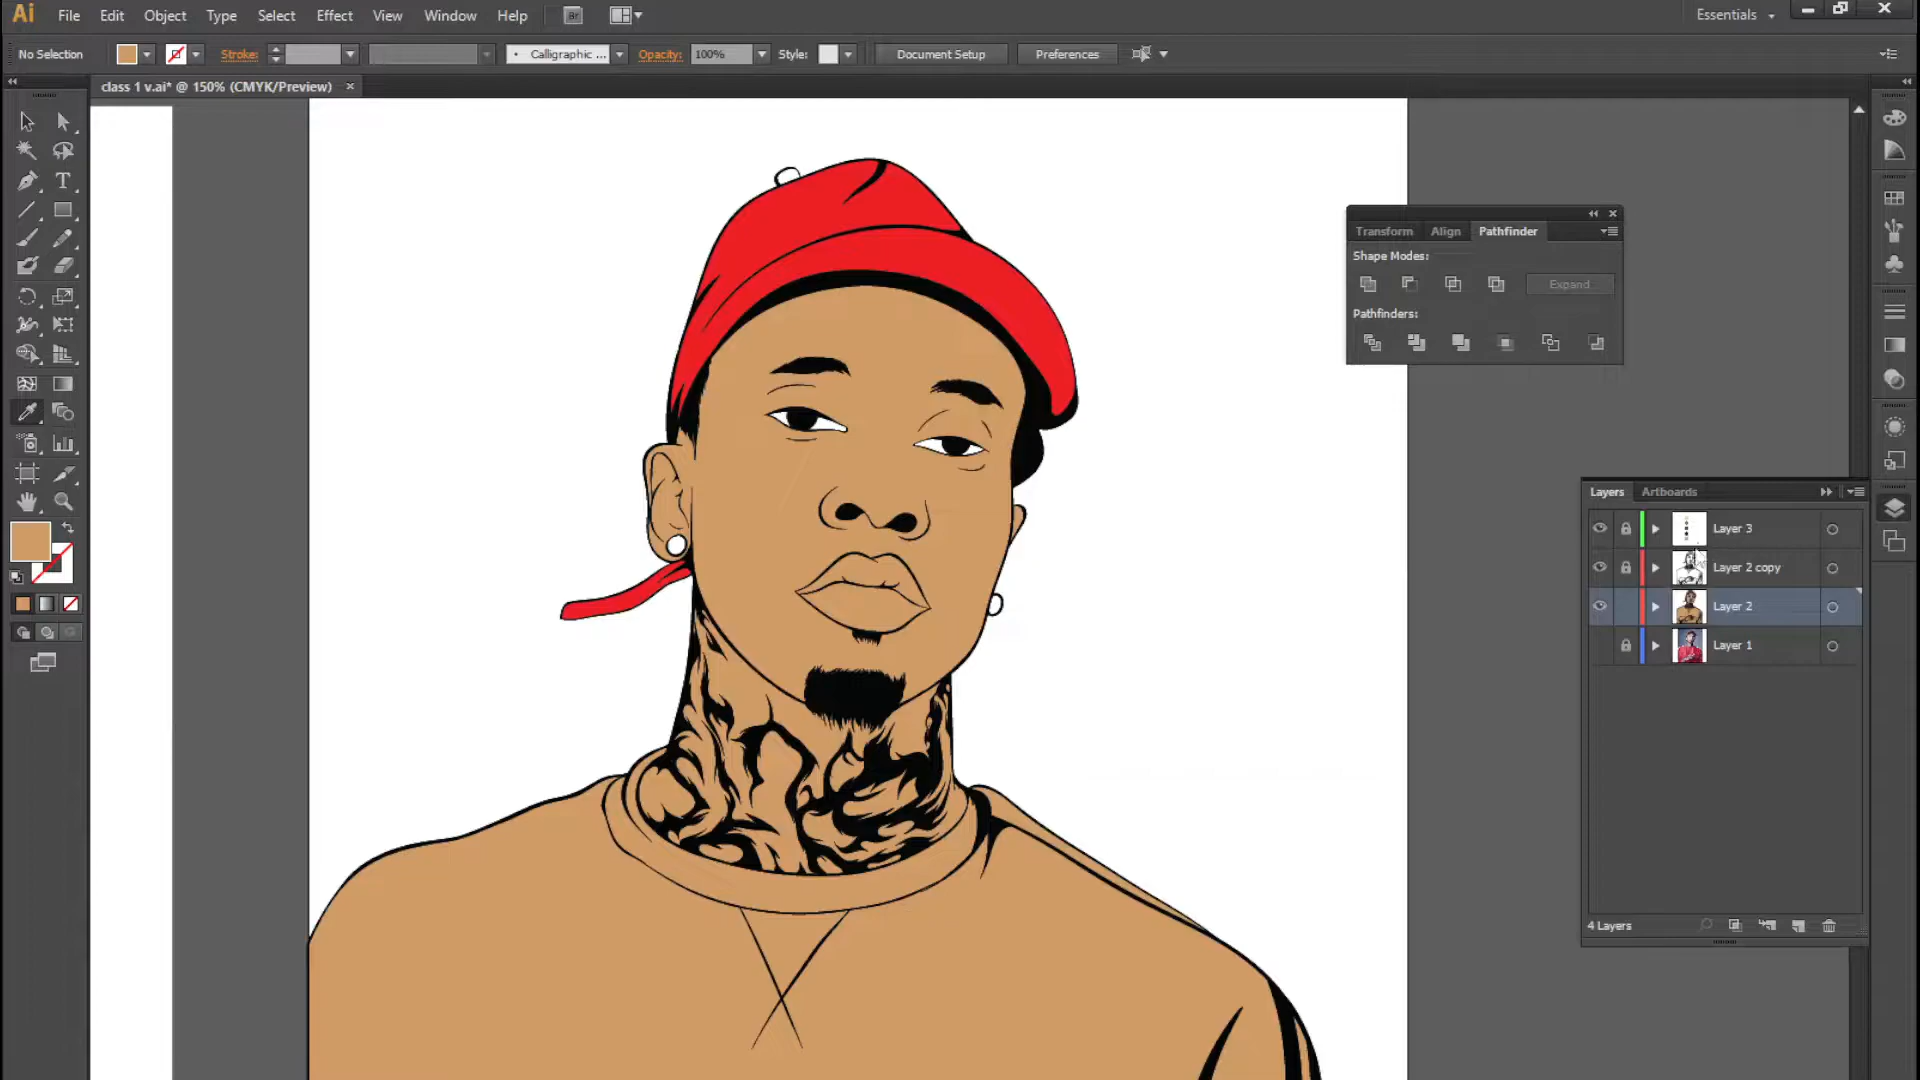 Ai File Edit Object Type Select Effect View Window Help Br Essentials
No Selection Stroke: Calligraphic ... Opacity: 100% Style: Document Setup Preferences
class 1 v.ai* @ 150% (CMYK/Preview)
Transform Align Pathfinder
Shape Modes:
Expand
Pathfinders:
Layers Artboards
Layer 3
Layer 2 copy
Layer 2
Layer 1
4 Layers